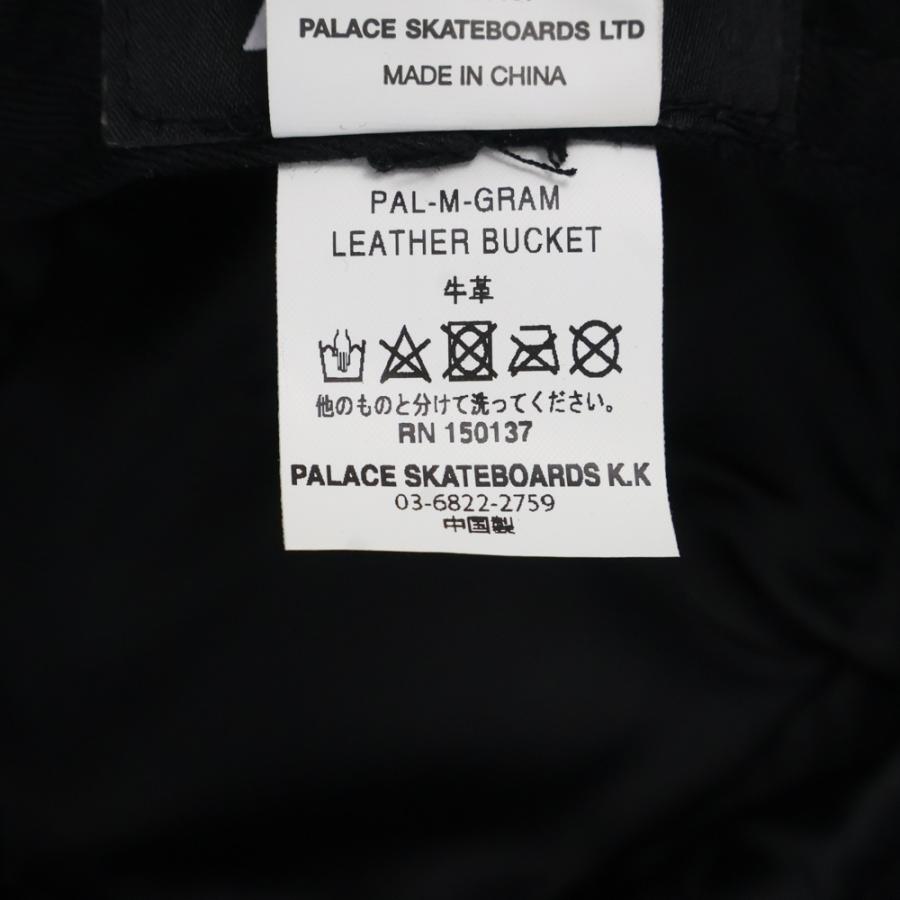 PALACE SKATEBOARDS LTD
MADE IN CHINA
PAL-M-GRAM
LEATHER BUCKET
牛革
他のものと分けて洗ってください。
RN 150137
PALACE SKATEBOARDS K.K
03-6822-2759
中国製